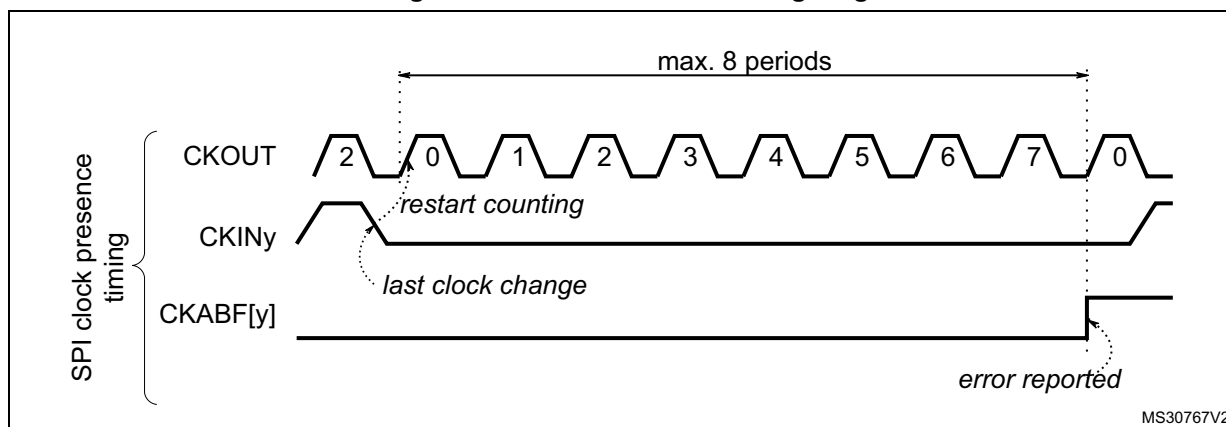 max. 8 periods
CKOUT
2 0 1 2 3 4 5 6 7 0
restart counting
CKINy
last clock change
CKABF[y]
error reported
SPI clock presence
timing
MS30767V2